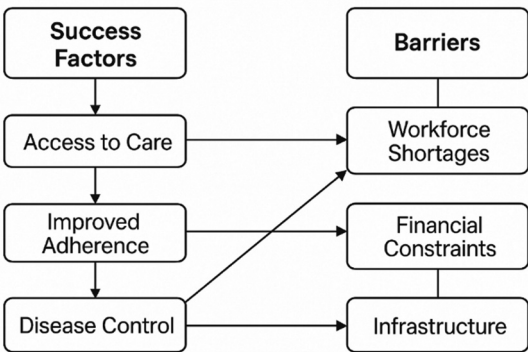 Success
Factors
Barriers
Access to Care
Workforce
Shortages
Improved
Adherence
Financial
Constraints
Disease Control
Infrastructure